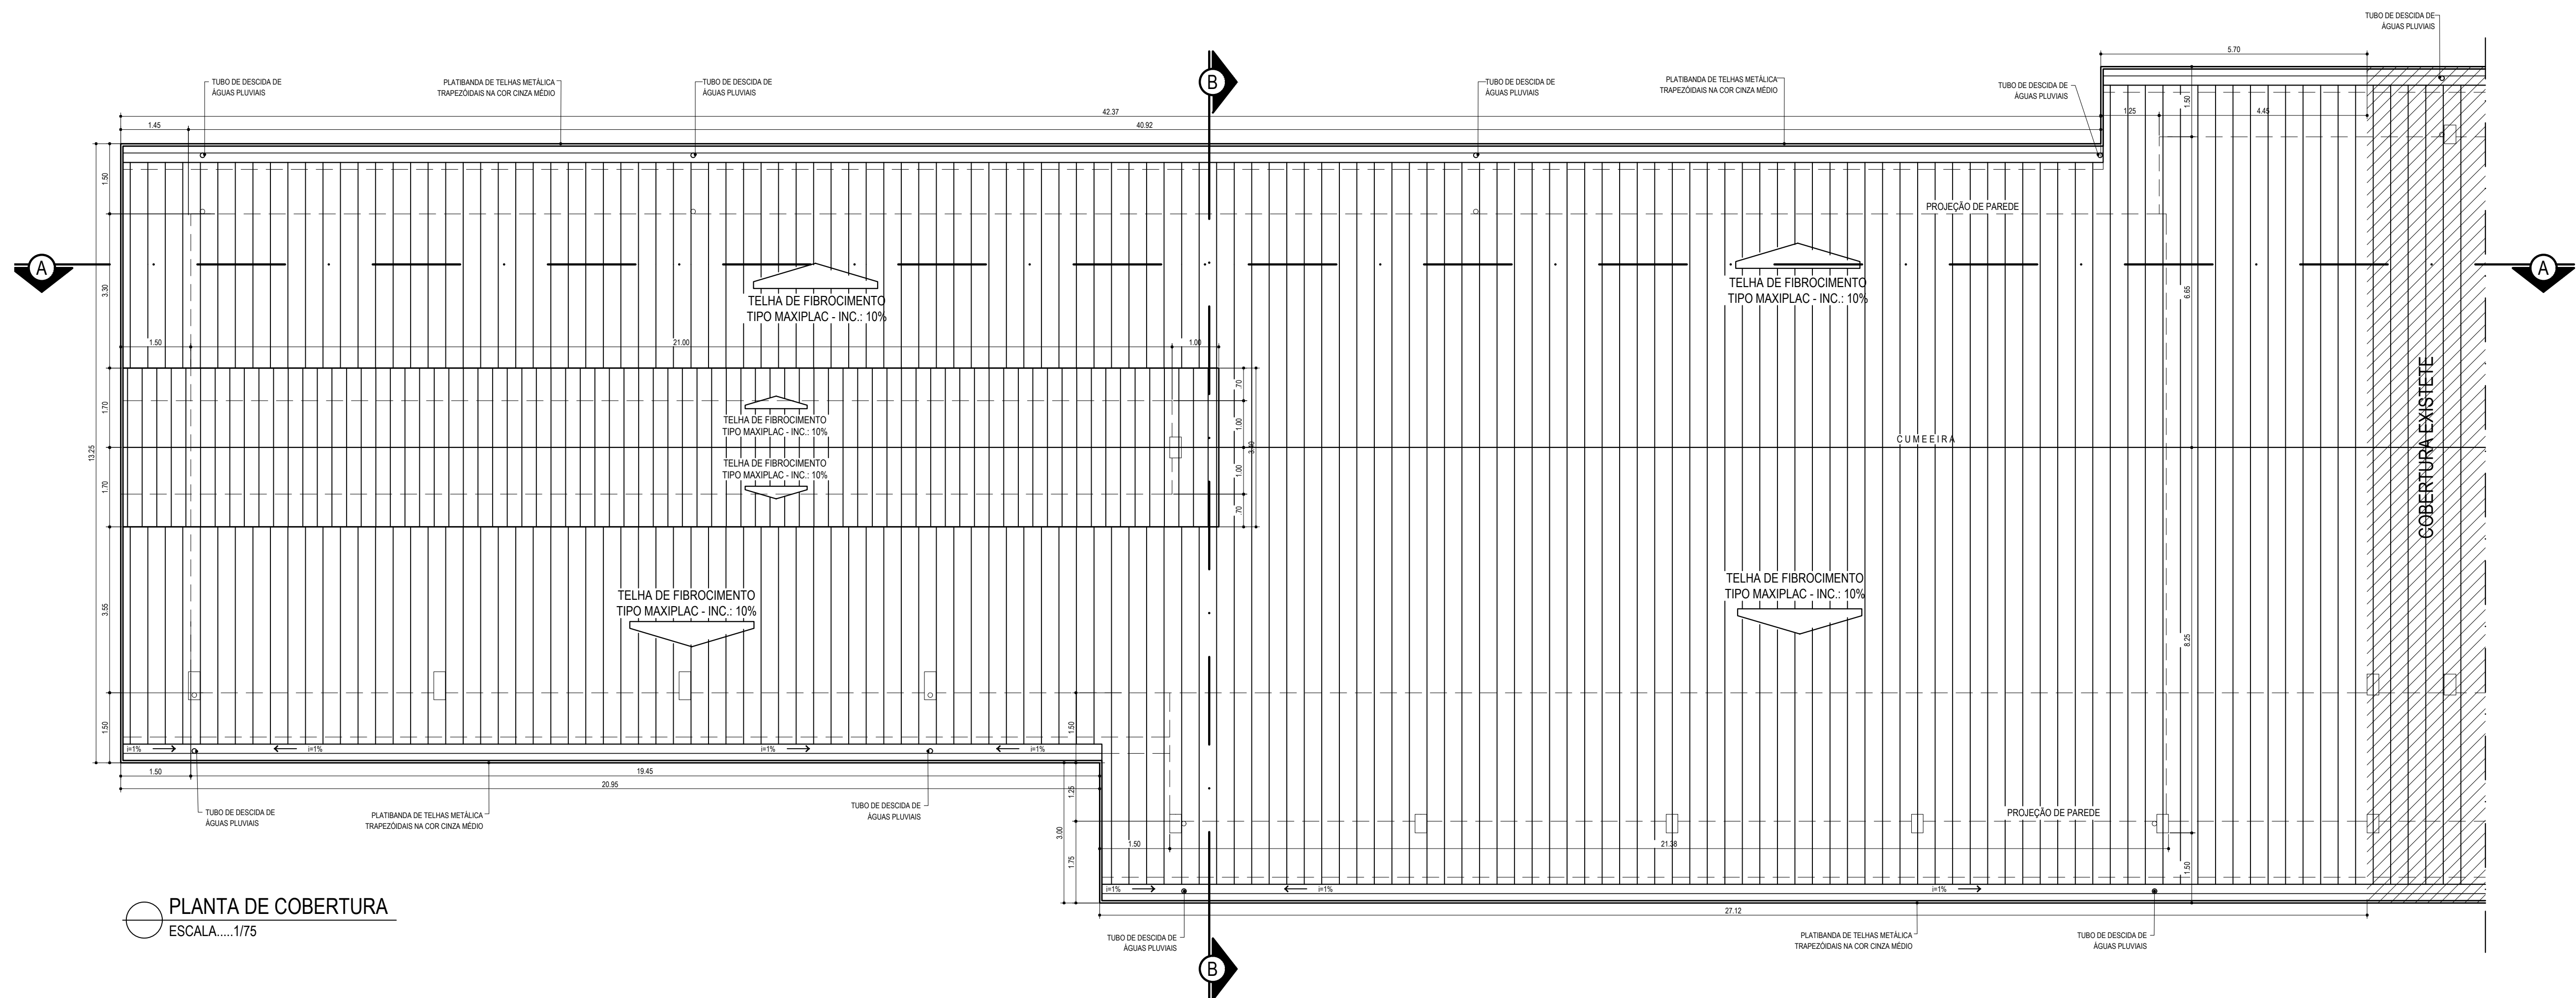 TUBO DE DESCIDA DE
ÁGUAS PLUVIAIS
5.70
B
TUBO DE DESCIDA DE
ÁGUAS PLUVIAIS
PLATIBANDA DE TELHAS METÁLICA
TRAPEZÓIDAIS NA COR CINZA MÉDIO
TUBO DE DESCIDA DE
ÁGUAS PLUVIAIS
TUBO DE DESCIDA DE
ÁGUAS PLUVIAIS
PLATIBANDA DE TELHAS METÁLICA
TRAPEZÓIDAIS NA COR CINZA MÉDIO
TUBO DE DESCIDA DE
ÁGUAS PLUVIAIS
42.37
1.45
40.92
1.50
1.25
4.45
1.50
PROJEÇÃO DE PAREDE
A
A
3.30
6.65
TELHA DE FIBROCIMENTO
TIPO MAXIPLAC - INC.: 10%
TELHA DE FIBROCIMENTO
TIPO MAXIPLAC - INC.: 10%
1.50
21.00
1.00
.70
1.70
1.00
3.40
TELHA DE FIBROCIMENTO
TIPO MAXIPLAC - INC.: 10%
CUMEEIRA
COBERTURA EXISTETE
13.25
TELHA DE FIBROCIMENTO
TIPO MAXIPLAC - INC.: 10%
1.70
1.00
.70
TELHA DE FIBROCIMENTO
TIPO MAXIPLAC - INC.: 10%
TELHA DE FIBROCIMENTO
TIPO MAXIPLAC - INC.: 10%
3.55
8.25
1.50
1.50
i=1%
i=1%
i=1%
i=1%
1.50
19.45
20.95
1.25
3.00
1.75
TUBO DE DESCIDA DE
ÁGUAS PLUVIAIS
PLATIBANDA DE TELHAS METÁLICA
TRAPEZÓIDAIS NA COR CINZA MÉDIO
TUBO DE DESCIDA DE
ÁGUAS PLUVIAIS
PROJEÇÃO DE PAREDE
1.50
21.38
1.50
i=1%
i=1%
i=1%
27.12
PLANTA DE COBERTURA
ESCALA.....1/75
TUBO DE DESCIDA DE
ÁGUAS PLUVIAIS
PLATIBANDA DE TELHAS METÁLICA
TRAPEZÓIDAIS NA COR CINZA MÉDIO
TUBO DE DESCIDA DE
ÁGUAS PLUVIAIS
B